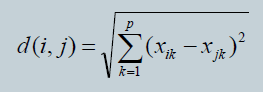 d(i, j) = √(∑_{k=1}^{p} (x_{ik} − x_{jk})²)